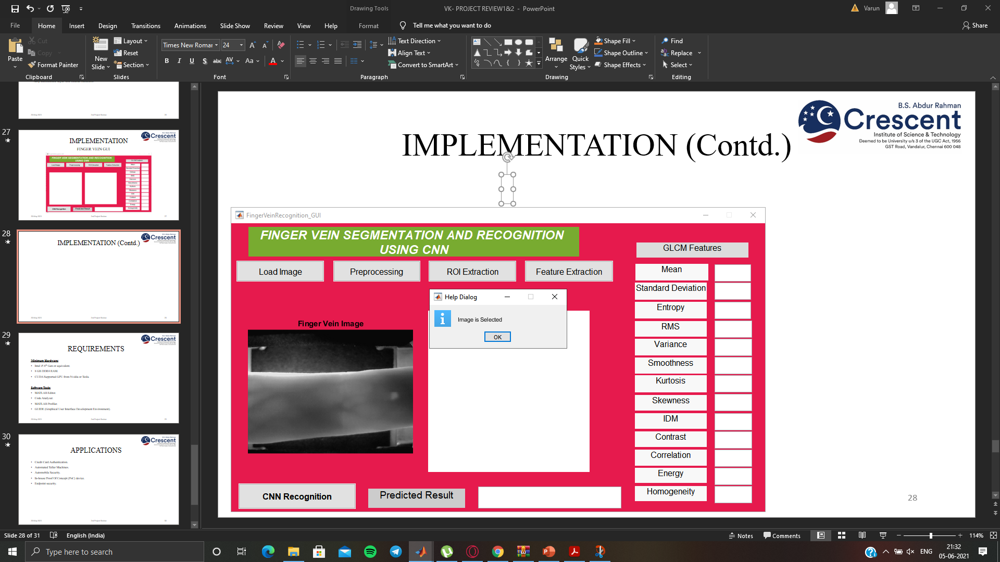 Drawing Tools
VK- PROJECT REVIEW1&2 - PowerPoint
Varun
File Home Insert Design Transitions Animations Slide Show Review View Help Format Tell me what you want to do Share
Cut
Copy
Format Painter
Paste
Clipboard
New Slide
Layout
Reset
Section
Slides
Times New Romar 24
B I U S abc AV Aa A
Font
Text Direction
Align Text
Convert to SmartArt
Paragraph
Arrange
Quick Styles
Shape Fill
Shape Outline
Shape Effects
Drawing
Find
Replace
Select
Editing
27
IMPLEMENTATION
FINGER VEIN GUI
FINGER VEIN SEGMENTATION AND RECOGNITION
USING CNN
28
IMPLEMENTATION (Contd.)
29
REQUIREMENTS
Minimum Hardware:
• Intel i5 6th Gen or equivalent.
• 8 GB DDR4 RAM.
• CUDA Supported GPU from Nvidia or Tesla.
Software Tools:
• MATLAB Editor.
• Code Analyzer.
• MATLAB Profiler.
• GUIDE (Graphical User Interface Development Environment).
30
APPLICATIONS
• Credit Card Authentication.
• Automated Teller Machines.
• Automobile Security.
• In-house Proof Of Concept (PoC) device.
• Endpoint security.
B.S. Abdur Rahman
Crescent
Institute of Science & Technology
Deemed to be University u/s 3 of the UGC Act, 1956
GST Road, Vandalur, Chennai 600 048
IMPLEMENTATION (Contd.)
FingerVeinRecognition_GUI
FINGER VEIN SEGMENTATION AND RECOGNITION
USING CNN
Load Image
Preprocessing
ROI Extraction
Feature Extraction
Help Dialog
Image is Selected
OK
Finger Vein Image
GLCM Features
Mean
Standard Deviation
Entropy
RMS
Variance
Smoothness
Kurtosis
Skewness
IDM
Contrast
Correlation
Energy
Homogeneity
CNN Recognition
Predicted Result
28
Slide 28 of 31
English (India)
Notes
Comments
114%
Type here to search
ENG
21:32
05-06-2021